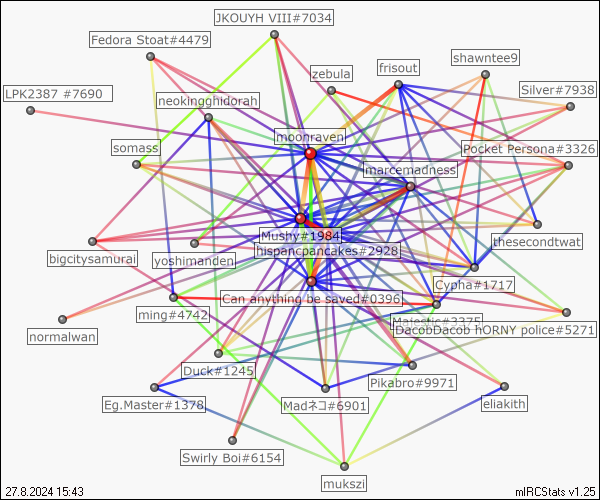 JKOUYH VIII#7034
Fedora Stoat#4479
shawntee9
frisout
zebula
LPK2387 #7690
Silver#7938
neokingghidorah
moonraven
somass
Pocket Persona#3326
marcemadness
Mushy#1984
thesecondtwat
hispancpancakes#2928
bigcitysamurai
yoshimanden
Cypha#1717
Can anything be saved#0396
ming#4742
Majestic#3375
DacobDacob hORNY police#5271
normalwan
Duck#1245
Pikabro#9971
Eg.Master#1378
Madネコ#6901
eliakith
Swirly Boi#6154
mukszi
27.8.2024 15:43
mIRCStats v1.25